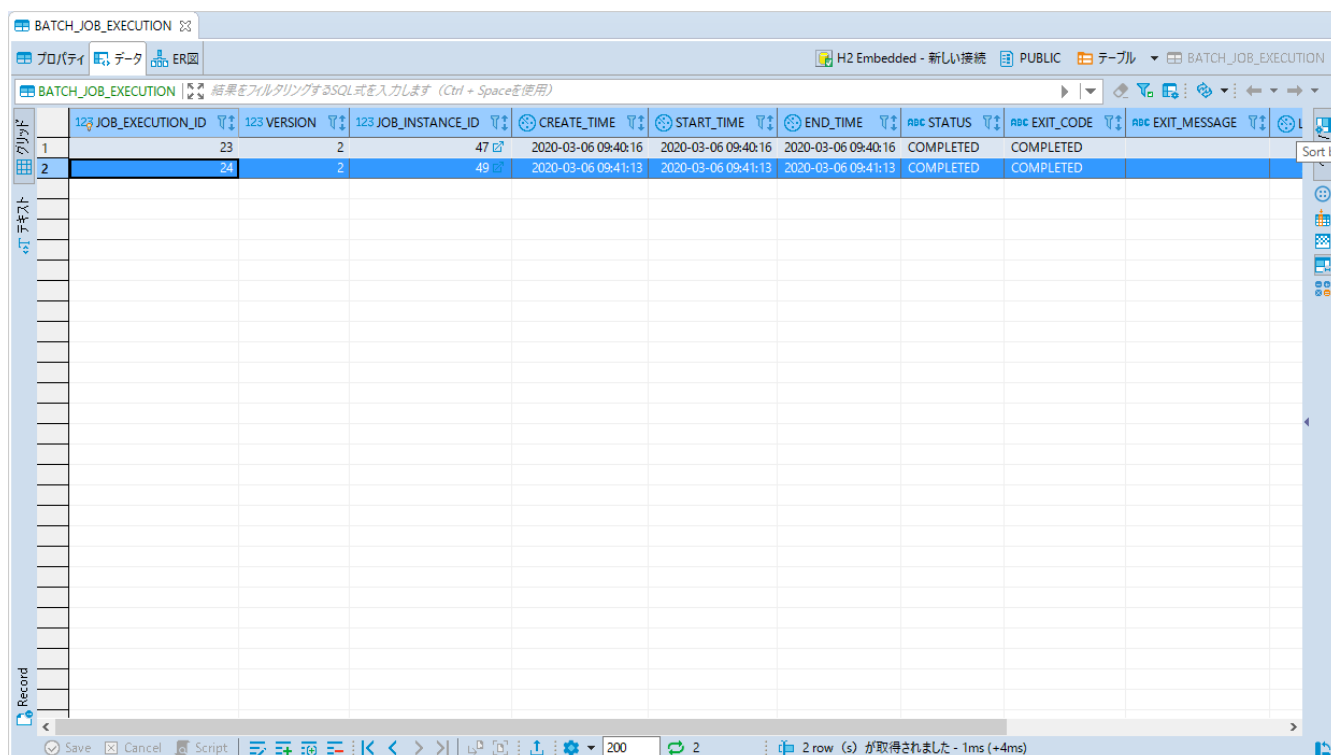 BATCH_JOB_EXECUTION
プロパティ データ ER図 H2 Embedded - 新しい接続 PUBLIC テーブル BATCH_JOB_EXECUTION
BATCH_JOB_EXECUTION 結果をフィルタリングするSQL式を入力します (Ctrl + Spaceを使用)
グリッド
テキスト
Record
123 JOB_EXECUTION_ID 123 VERSION 123 JOB_INSTANCE_ID CREATE_TIME START_TIME END_TIME ABC STATUS ABC EXIT_CODE ABC EXIT_MESSAGE L
1 23 2 47 2020-03-06 09:40:16 2020-03-06 09:40:16 2020-03-06 09:40:16 COMPLETED COMPLETED
Sort
2 24 2 49 2020-03-06 09:41:13 2020-03-06 09:41:13 2020-03-06 09:41:13 COMPLETED COMPLETED
Save Cancel Script 200 2 2 row (s) が取得されました - 1ms (+4ms)